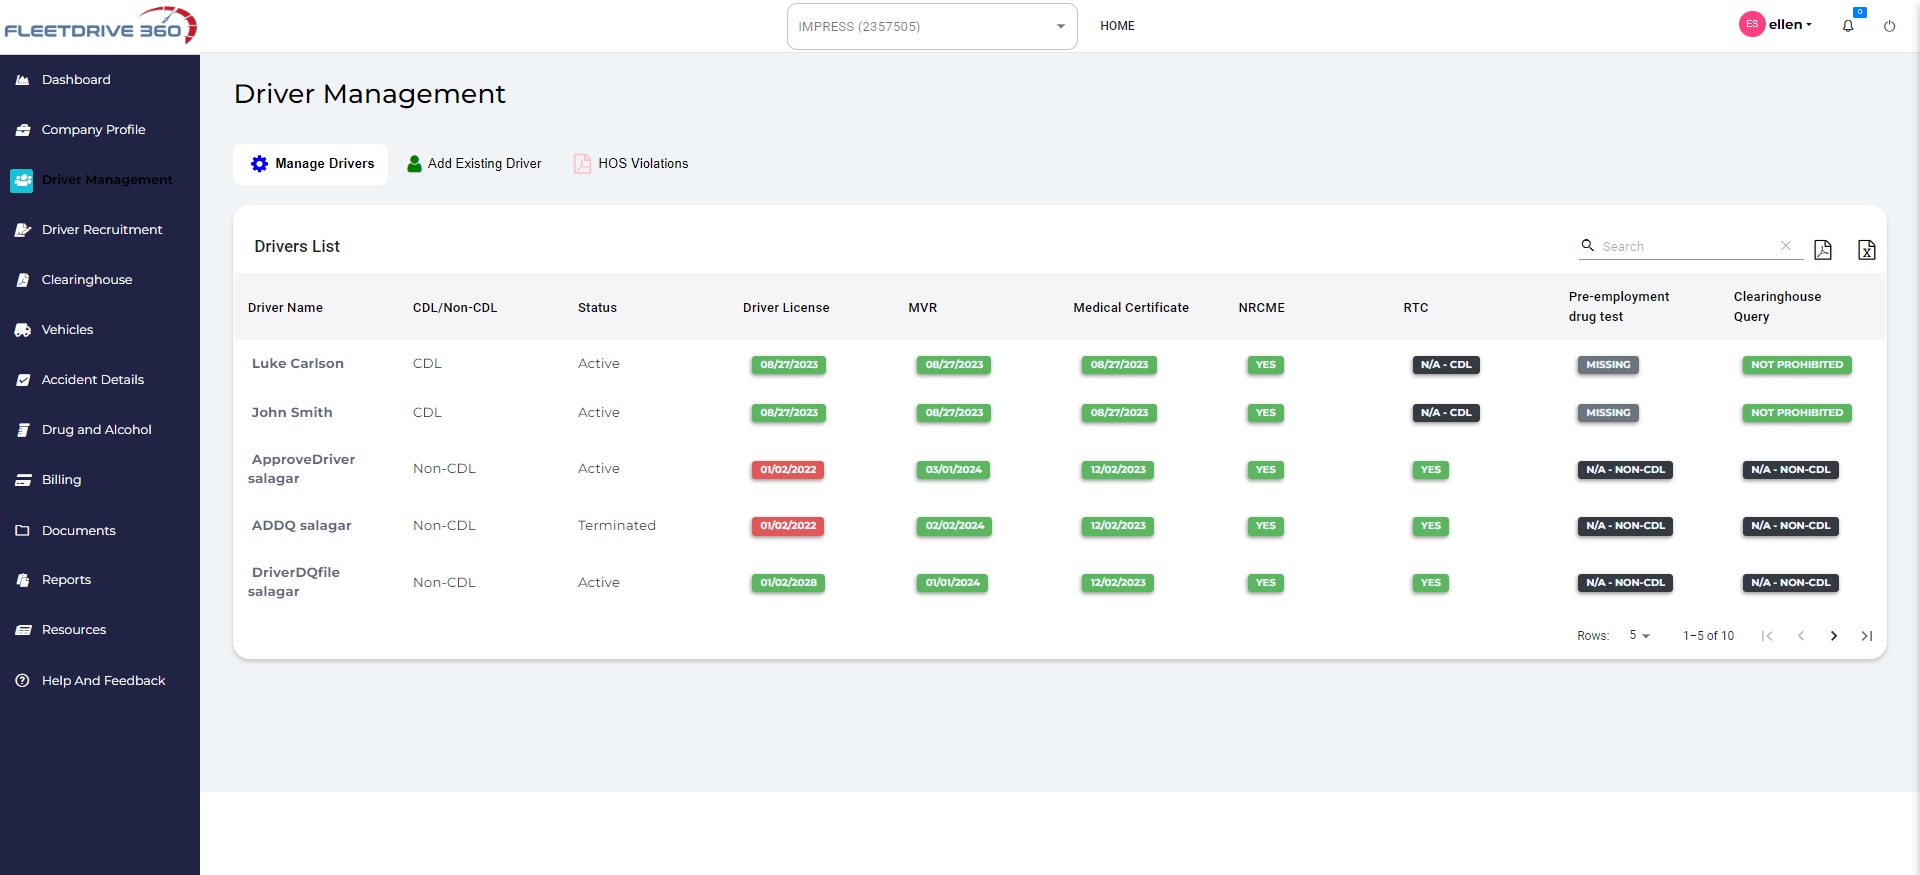 FLEETDRIVE 360
IMPRESS (2357505)
HOME
ES
ellen
0
Dashboard
Company Profile
Driver Management
Driver Recruitment
Clearinghouse
Vehicles
Accident Details
Drug and Alcohol
Billing
Documents
Reports
Resources
Help And Feedback
Driver Management
Manage Drivers
Add Existing Driver
HOS Violations
Drivers List
Search
Driver Name CDL/Non-CDL Status Driver License MVR Medical Certificate NRCME RTC Pre-employment drug test Clearinghouse Query
Luke Carlson CDL Active 08/27/2023 08/27/2023 08/27/2023 YES N/A - CDL MISSING NOT PROHIBITED
John Smith CDL Active 08/27/2023 08/27/2023 08/27/2023 YES N/A - CDL MISSING NOT PROHIBITED
ApproveDriver salagar Non-CDL Active 01/02/2022 03/01/2024 12/02/2023 YES YES N/A - NON-CDL N/A - NON-CDL
ADDQ salagar Non-CDL Terminated 01/02/2022 02/02/2024 12/02/2023 YES YES N/A - NON-CDL N/A - NON-CDL
DriverDQfile salagar Non-CDL Active 01/02/2028 01/01/2024 12/02/2023 YES YES N/A - NON-CDL N/A - NON-CDL
Rows: 5 1–5 of 10